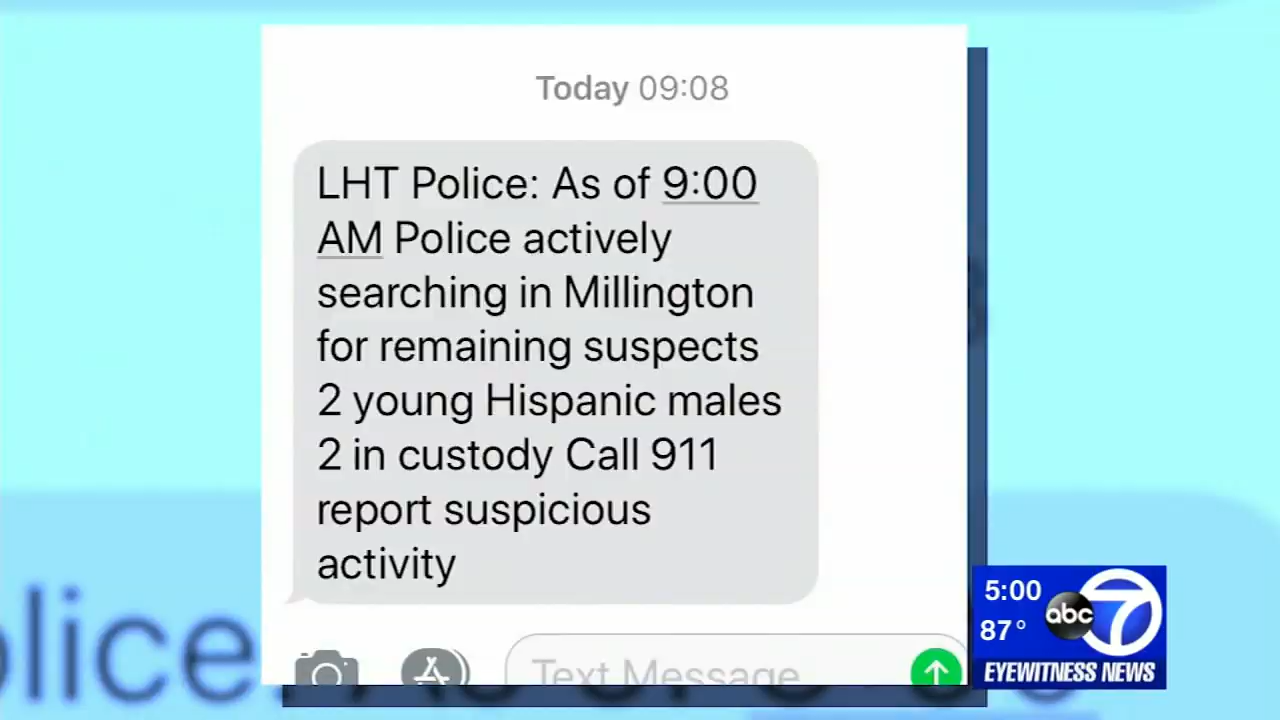 Today 09:08
LHT Police: As of 9:00
AM Police actively
searching in Millington
for remaining suspects
2 young Hispanic males
2 in custody Call 911
report suspicious
activity
Text Message
5:00
87°
abc 7
EYEWITNESS NEWS
olice